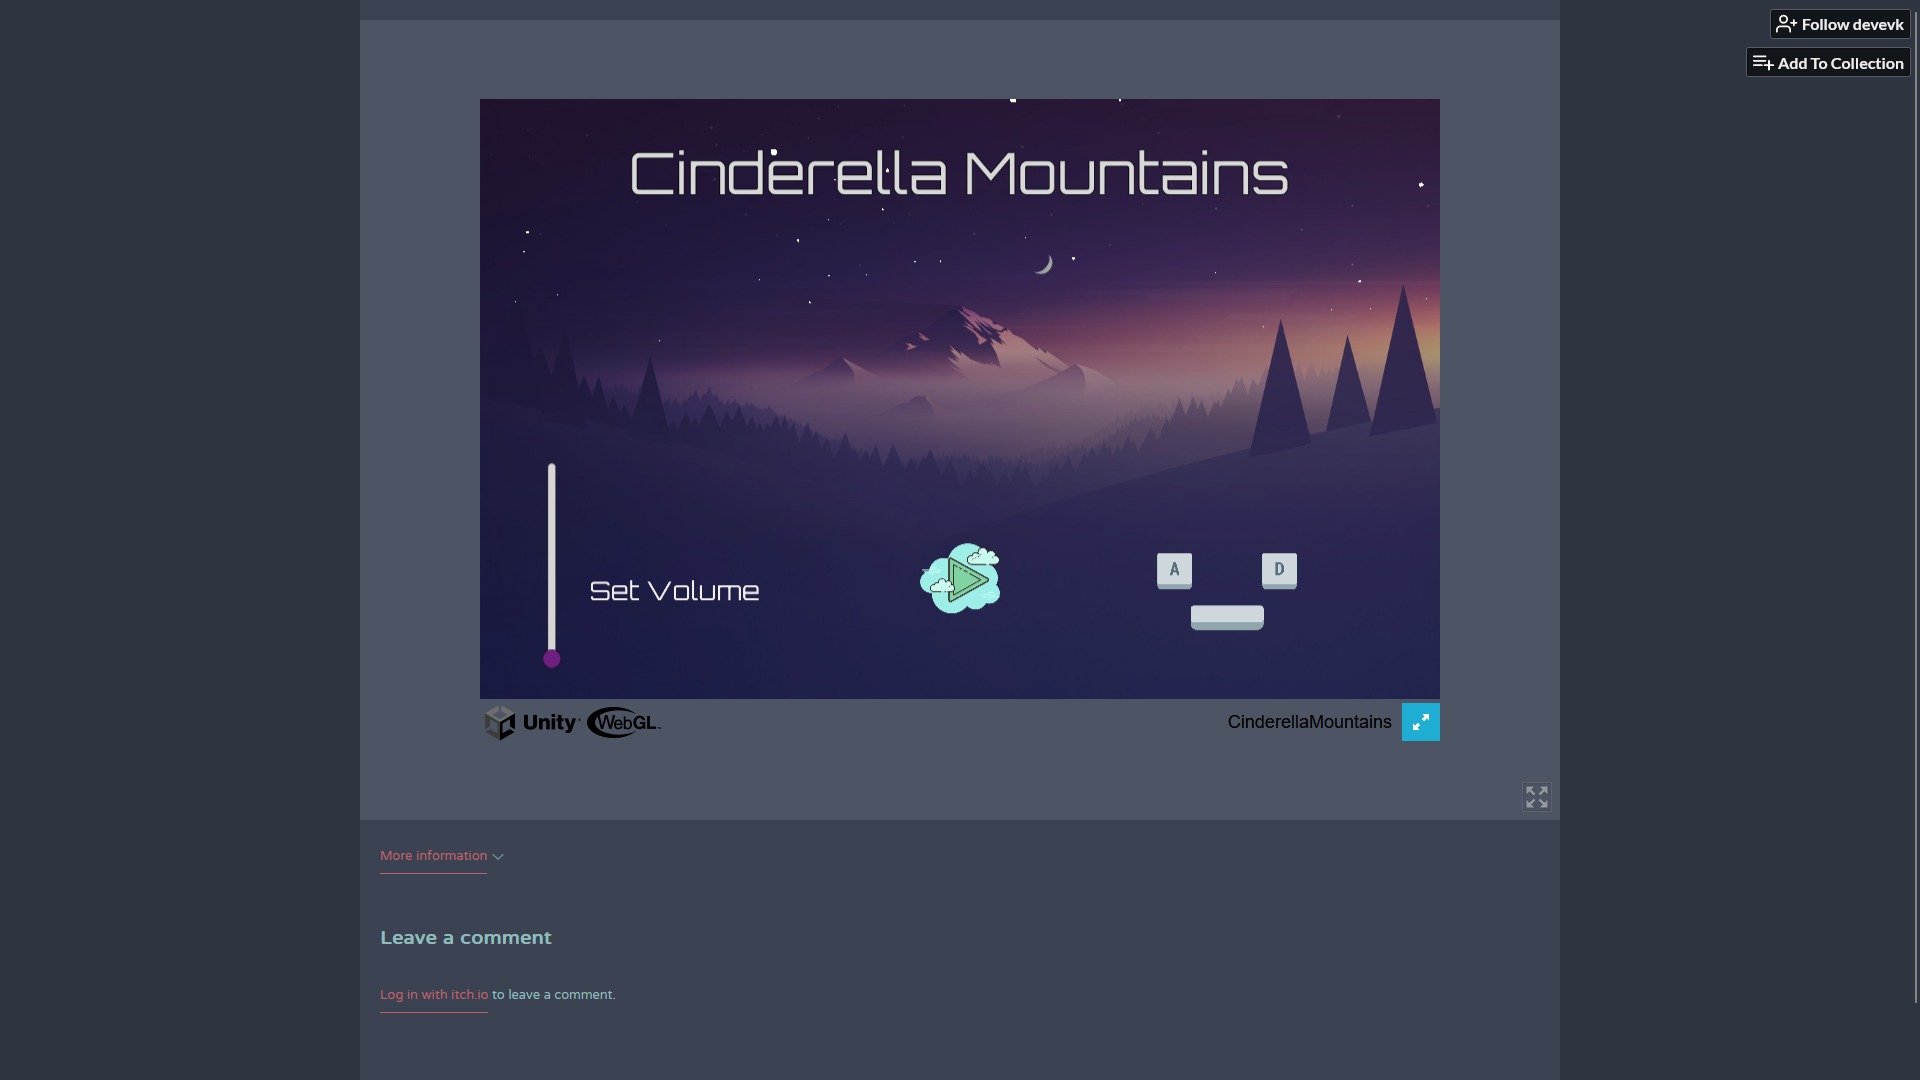 Follow devevk
Add To Collection
Cinderella Mountains
A
D
Set Volume
Unity WebGL
CinderellaMountains
More information
Leave a comment
Log in with itch.io to leave a comment.